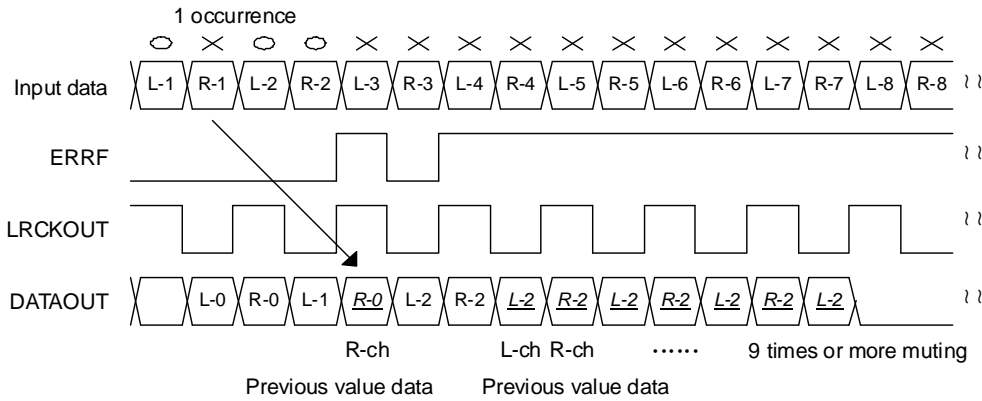 1 occurrence
Input data L-1 R-1 L-2 R-2 L-3 R-3 L-4 R-4 L-5 R-5 L-6 R-6 L-7 R-7 L-8 R-8
ERRF
LRCKOUT
DATAOUT L-0 R-0 L-1 R-0 L-2 R-2 L-2 R-2 L-2 R-2 L-2 R-2 L-2
R-ch L-ch R-ch ...... 9 times or more muting
Previous value data Previous value data